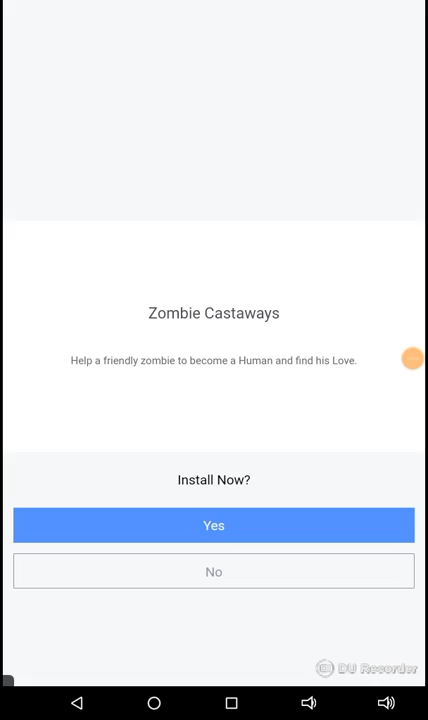 Zombie Castaways
Help a friendly zombie to become a Human and find his Love.
Install Now?
Yes
No
DU Recorder